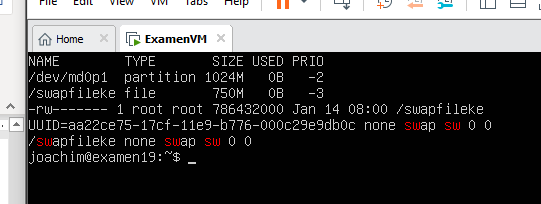 Power View VM Tabs Help
Home ExamenVM
NAME TYPE SIZE USED PRIO
/dev/md0p1 partition 1024M 0B -2
/swapfileke file 750M 0B -3
-rw------- 1 root root 786432000 Jan 14 08:00 /swapfileke
UUID=aa22ce75-17cf-11e9-b776-000c29e9db0c none swap sw 0 0
/swapfileke none swap sw 0 0
joachim@examen19:~$ _